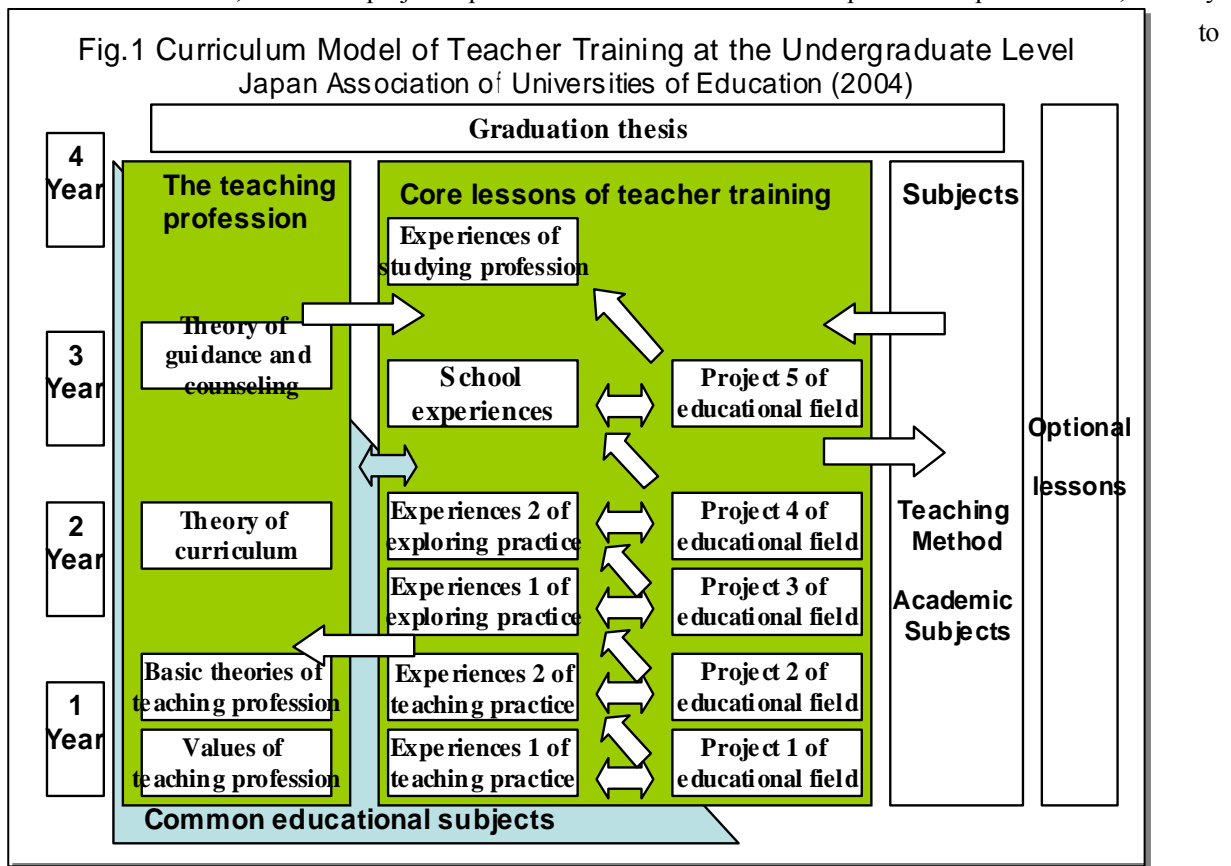 to
Fig.1 Curriculum Model of Teacher Training at the Undergraduate Level
Japan Association of Universities of Education (2004)
Graduation thesis
4
Year
3
Year
2
Year
1
Year
The teaching
profession
Theory of
guidance and
counseling
Theory of
curriculum
Basic theories of
teaching profession
Values of
teaching profession
Core lessons of teacher training
Experiences of
studying profession
School
experiences
Project 5 of
educational field
Experiences 2 of
exploring practice
Project 4 of
educational field
Experiences 1 of
exploring practice
Project 3 of
educational field
Experiences 2 of
teaching practice
Project 2 of
educational field
Experiences 1 of
teaching practice
Project 1 of
educational field
Subjects
Teaching
Method
Academic
Subjects
Optional
lessons
Common educational subjects